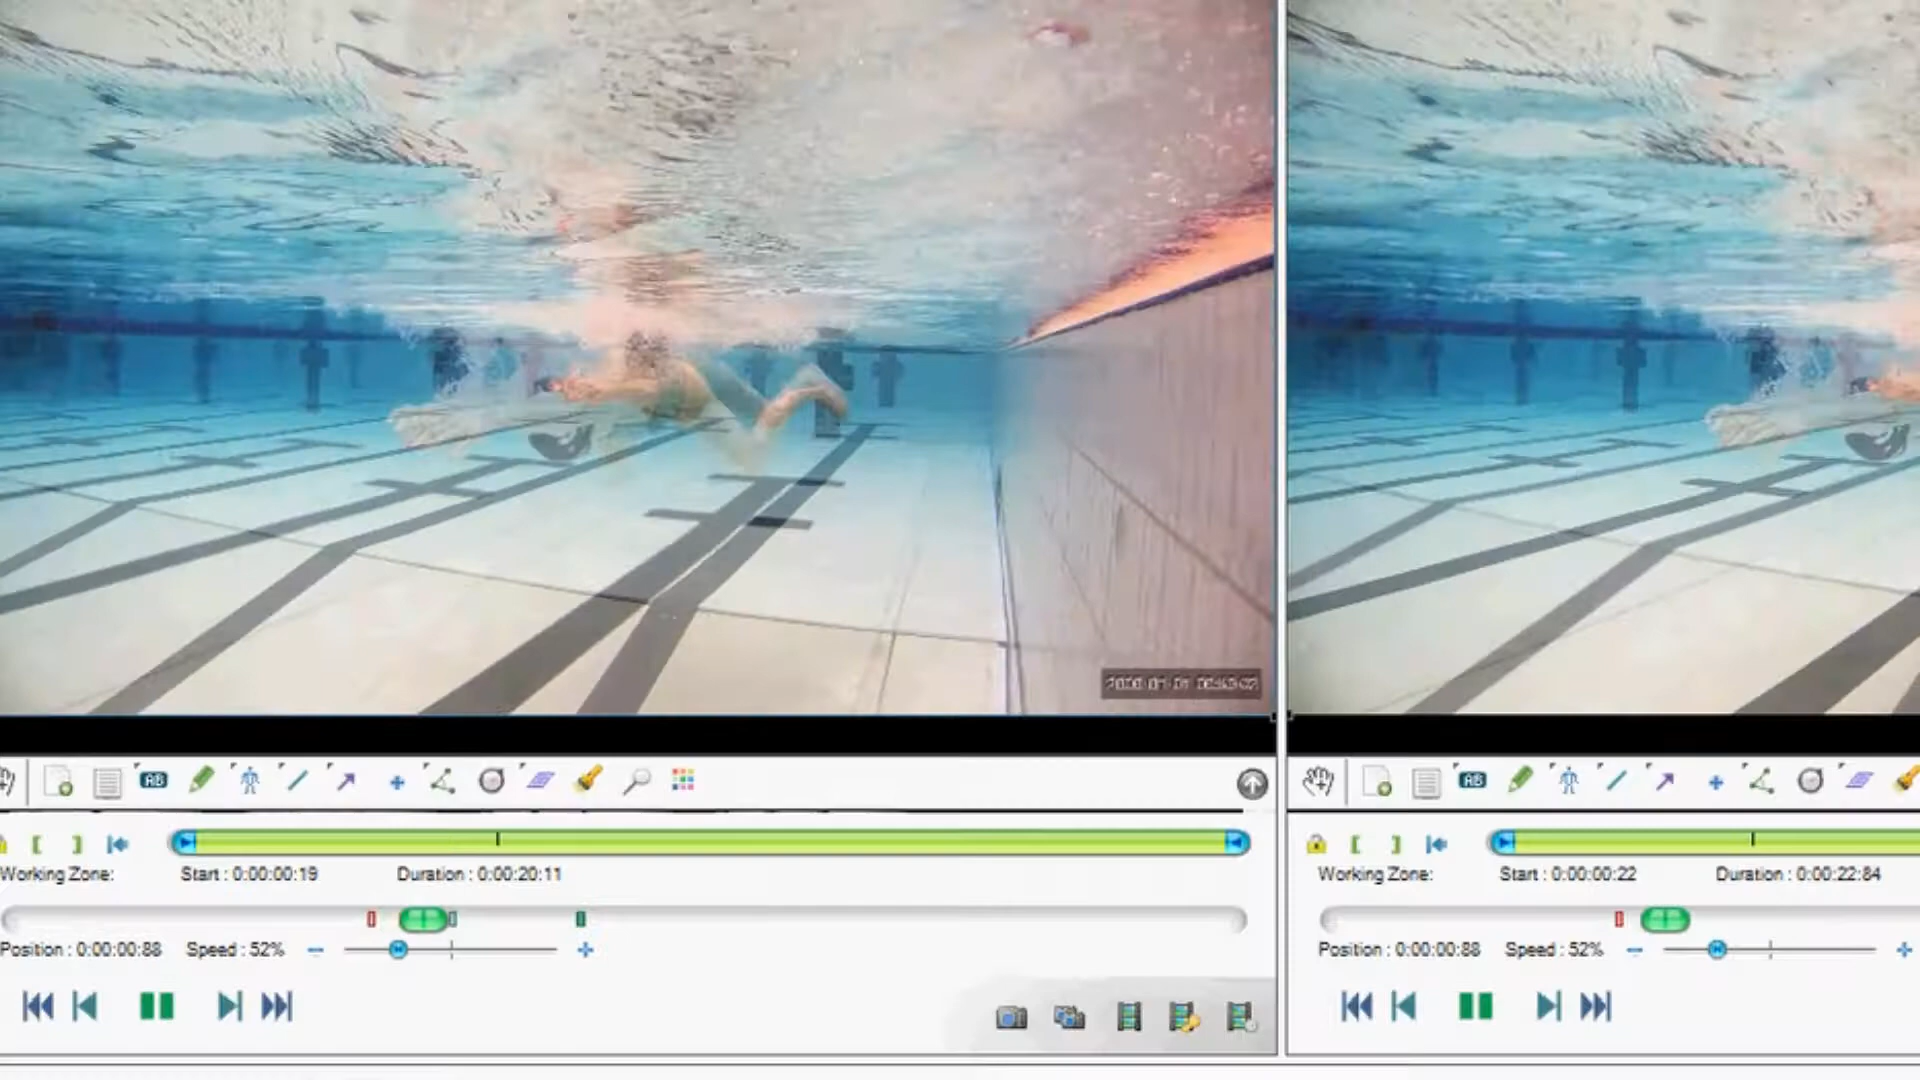 AB
AB
Working Zone: Start : 0:00:00:19 Duration : 0:00:20:11
Working Zone: Start : 0:00:00:22 Duration : 0:00:22:84
Position : 0:00:00:88 Speed : 52%
Position : 0:00:00:88 Speed : 52%